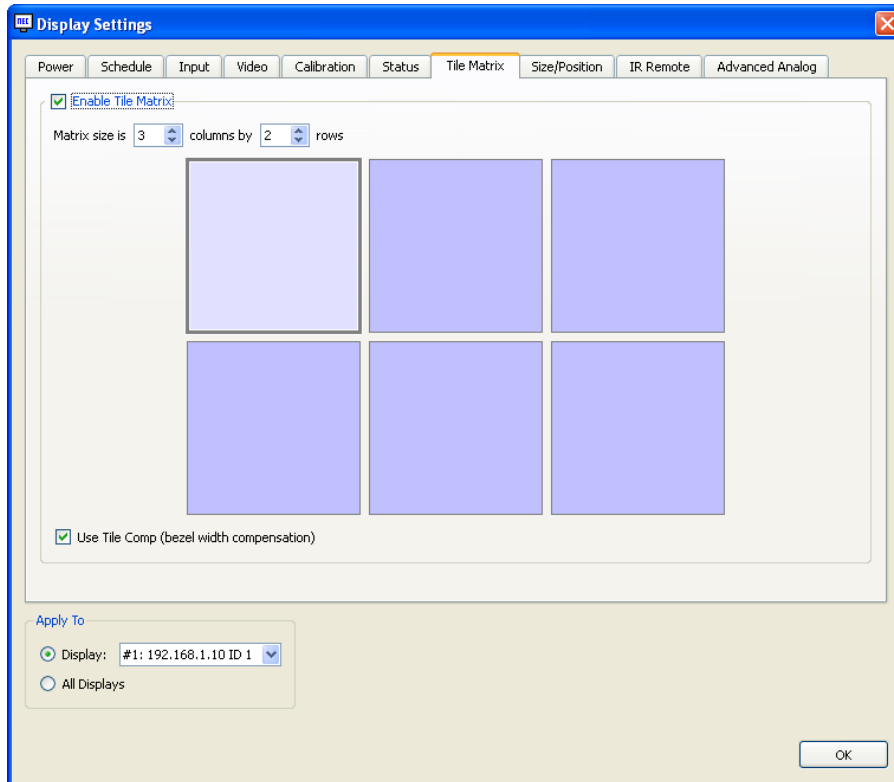 NEC Display Settings
Power Schedule Input Video Calibration Status Tile Matrix Size/Position IR Remote Advanced Analog
Enable Tile Matrix
Matrix size is 3 columns by 2 rows
Use Tile Comp (bezel width compensation)
Apply To
Display: #1: 192.168.1.10 ID 1
All Displays
OK